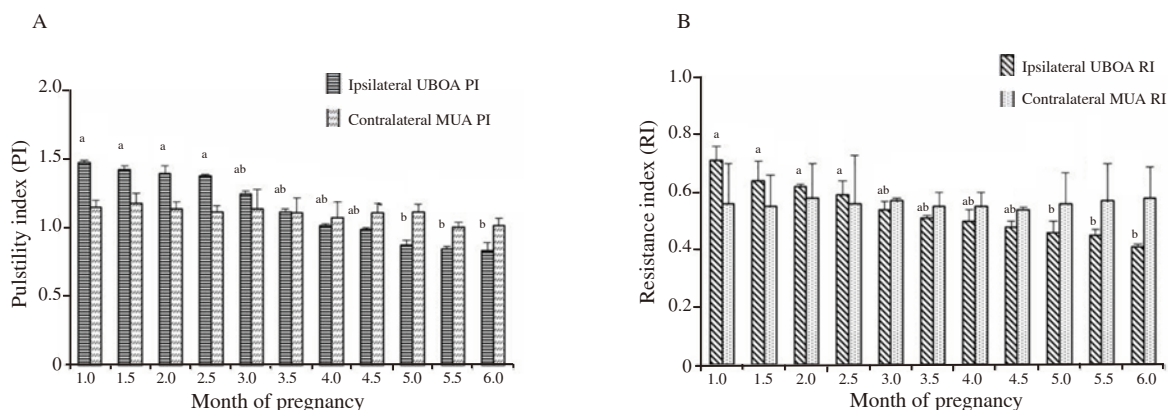 A
2.0
1.5
1.0
0.5
0
Pulstility index (PI)
Ipsilateral UBOA PI
Contralateral MUA PI
a a a a ab ab ab ab b b b
1.0 1.5 2.0 2.5 3.0 3.5 4.0 4.5 5.0 5.5 6.0
Month of pregnancy
B
1.0
0.8
0.6
0.4
0.2
0
Resistance index (RI)
Ipsilateral UBOA RI
Contralateral MUA RI
a a a a ab ab ab ab b b b
1.0 1.5 2.0 2.5 3.0 3.5 4.0 4.5 5.0 5.5 6.0
Month of pregnancy